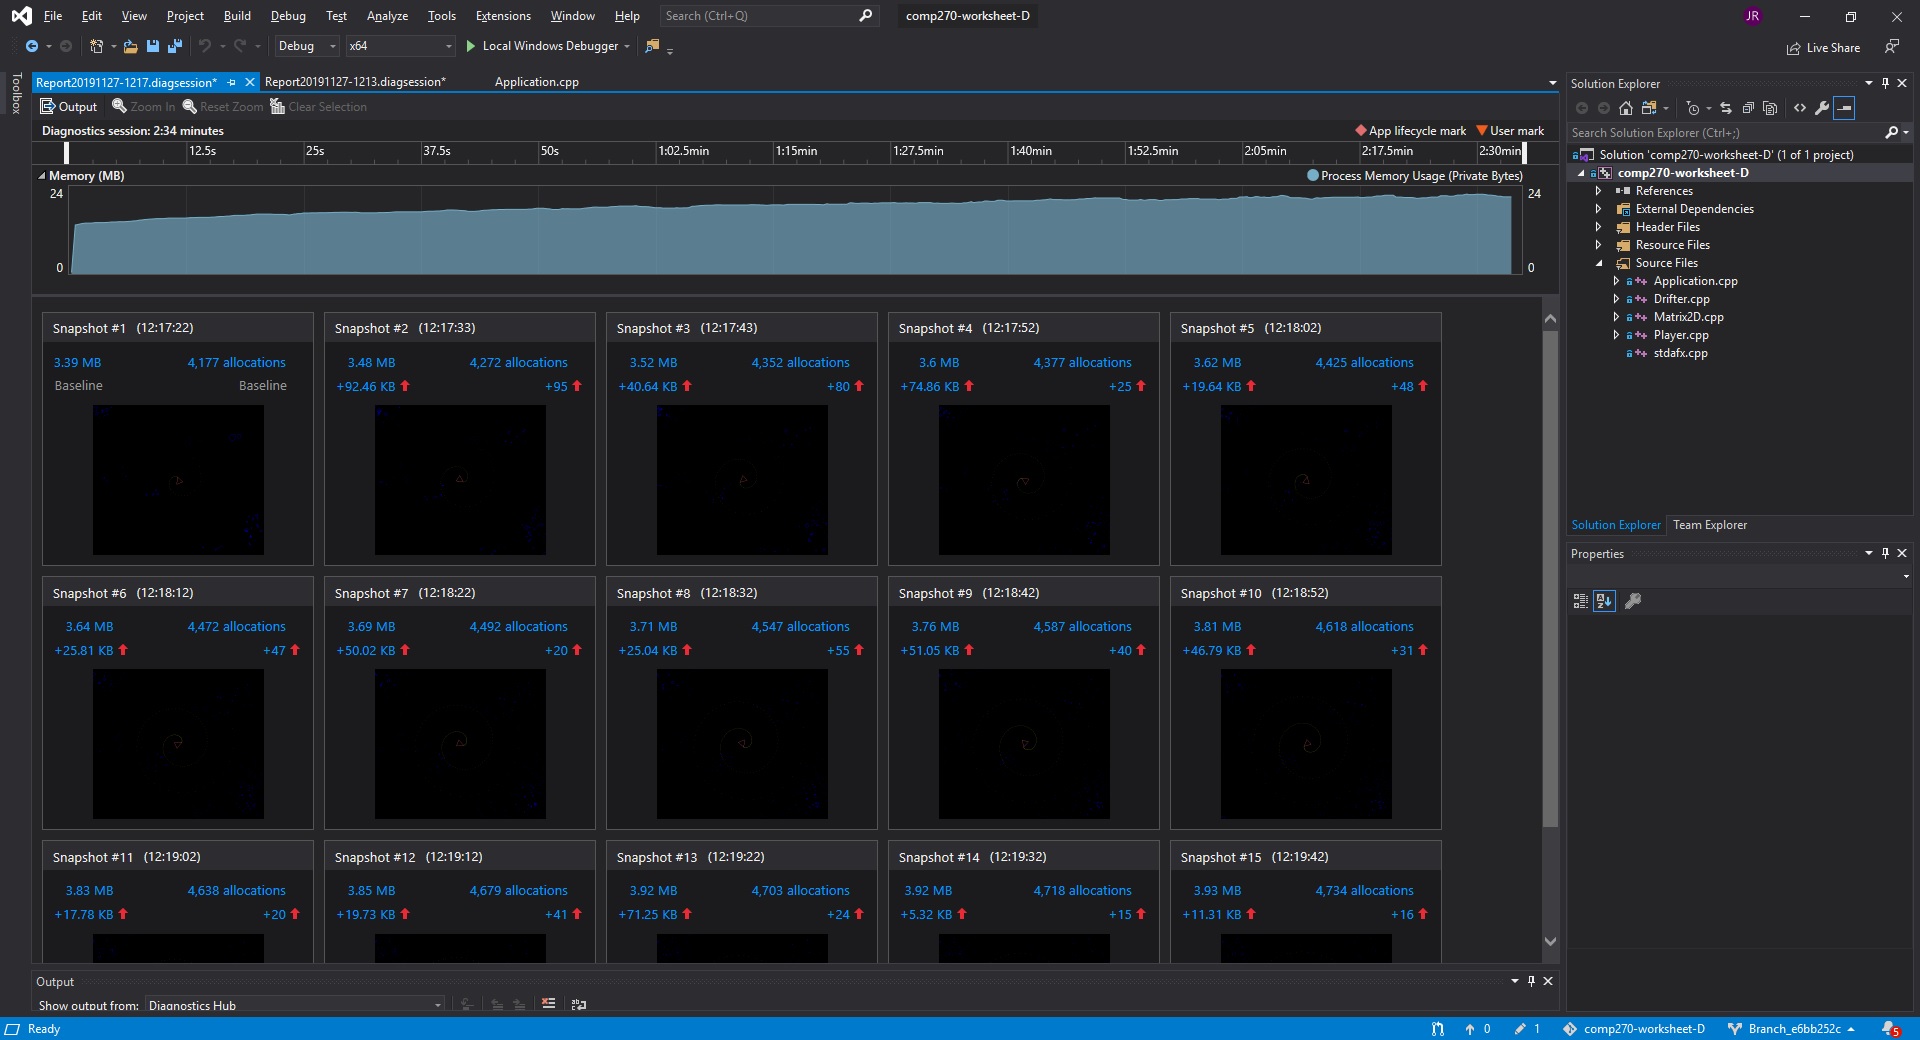 File Edit View Project Build Debug Test Analyze Tools Extensions Window Help Search (Ctrl+Q) comp270-worksheet-D JR
Debug x64 Local Windows Debugger Live Share
Toolbox
Report20191127-1217.diagsession* Report20191127-1213.diagsession* Application.cpp
Output Zoom In Reset Zoom Clear Selection
Diagnostics session: 2:34 minutes App lifecycle mark User mark
12.5s 25s 37.5s 50s 1:02.5min 1:15min 1:27.5min 1:40min 1:52.5min 2:05min 2:17.5min 2:30min
Memory (MB) Process Memory Usage (Private Bytes)
24 24
0 0
Snapshot #1 (12:17:22) Snapshot #2 (12:17:33) Snapshot #3 (12:17:43) Snapshot #4 (12:17:52) Snapshot #5 (12:18:02)
3.39 MB 4,177 allocations 3.48 MB 4,272 allocations 3.52 MB 4,352 allocations 3.6 MB 4,377 allocations 3.62 MB 4,425 allocations
Baseline Baseline +92.46 KB +95 +40.64 KB +80 +74.86 KB +25 +19.64 KB +48
Snapshot #6 (12:18:12) Snapshot #7 (12:18:22) Snapshot #8 (12:18:32) Snapshot #9 (12:18:42) Snapshot #10 (12:18:52)
3.64 MB 4,472 allocations 3.69 MB 4,492 allocations 3.71 MB 4,547 allocations 3.76 MB 4,587 allocations 3.81 MB 4,618 allocations
+25.81 KB +47 +50.02 KB +20 +25.04 KB +55 +51.05 KB +40 +46.79 KB +31
Snapshot #11 (12:19:02) Snapshot #12 (12:19:12) Snapshot #13 (12:19:22) Snapshot #14 (12:19:32) Snapshot #15 (12:19:42)
3.83 MB 4,638 allocations 3.85 MB 4,679 allocations 3.92 MB 4,703 allocations 3.92 MB 4,718 allocations 3.93 MB 4,734 allocations
+17.78 KB +20 +19.73 KB +41 +71.25 KB +24 +5.32 KB +15 +11.31 KB +16
Output
Show output from: Diagnostics Hub
Solution Explorer
Search Solution Explorer (Ctrl+;)
Solution 'comp270-worksheet-D' (1 of 1 project)
comp270-worksheet-D
References
External Dependencies
Header Files
Resource Files
Source Files
Application.cpp
Drifter.cpp
Matrix2D.cpp
Player.cpp
stdafx.cpp
Solution Explorer Team Explorer
Properties
Ready 0 1 comp270-worksheet-D Branch_e6bb252c 5